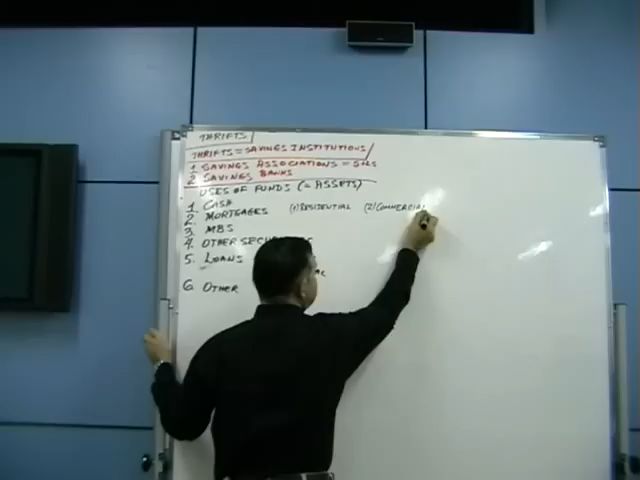 THRIFTS
THRIFTS = SAVINGS INSTITUTIONS
1. SAVINGS ASSOCIATIONS = S&LS
2. SAVINGS BANKS
USES OF FUNDS (= ASSETS)
1. CASH
2. MORTGAGES (1) RESIDENTIAL (2) COMMERCIAL
3. MBS
4. OTHER
5. LOANS
6. OTHER